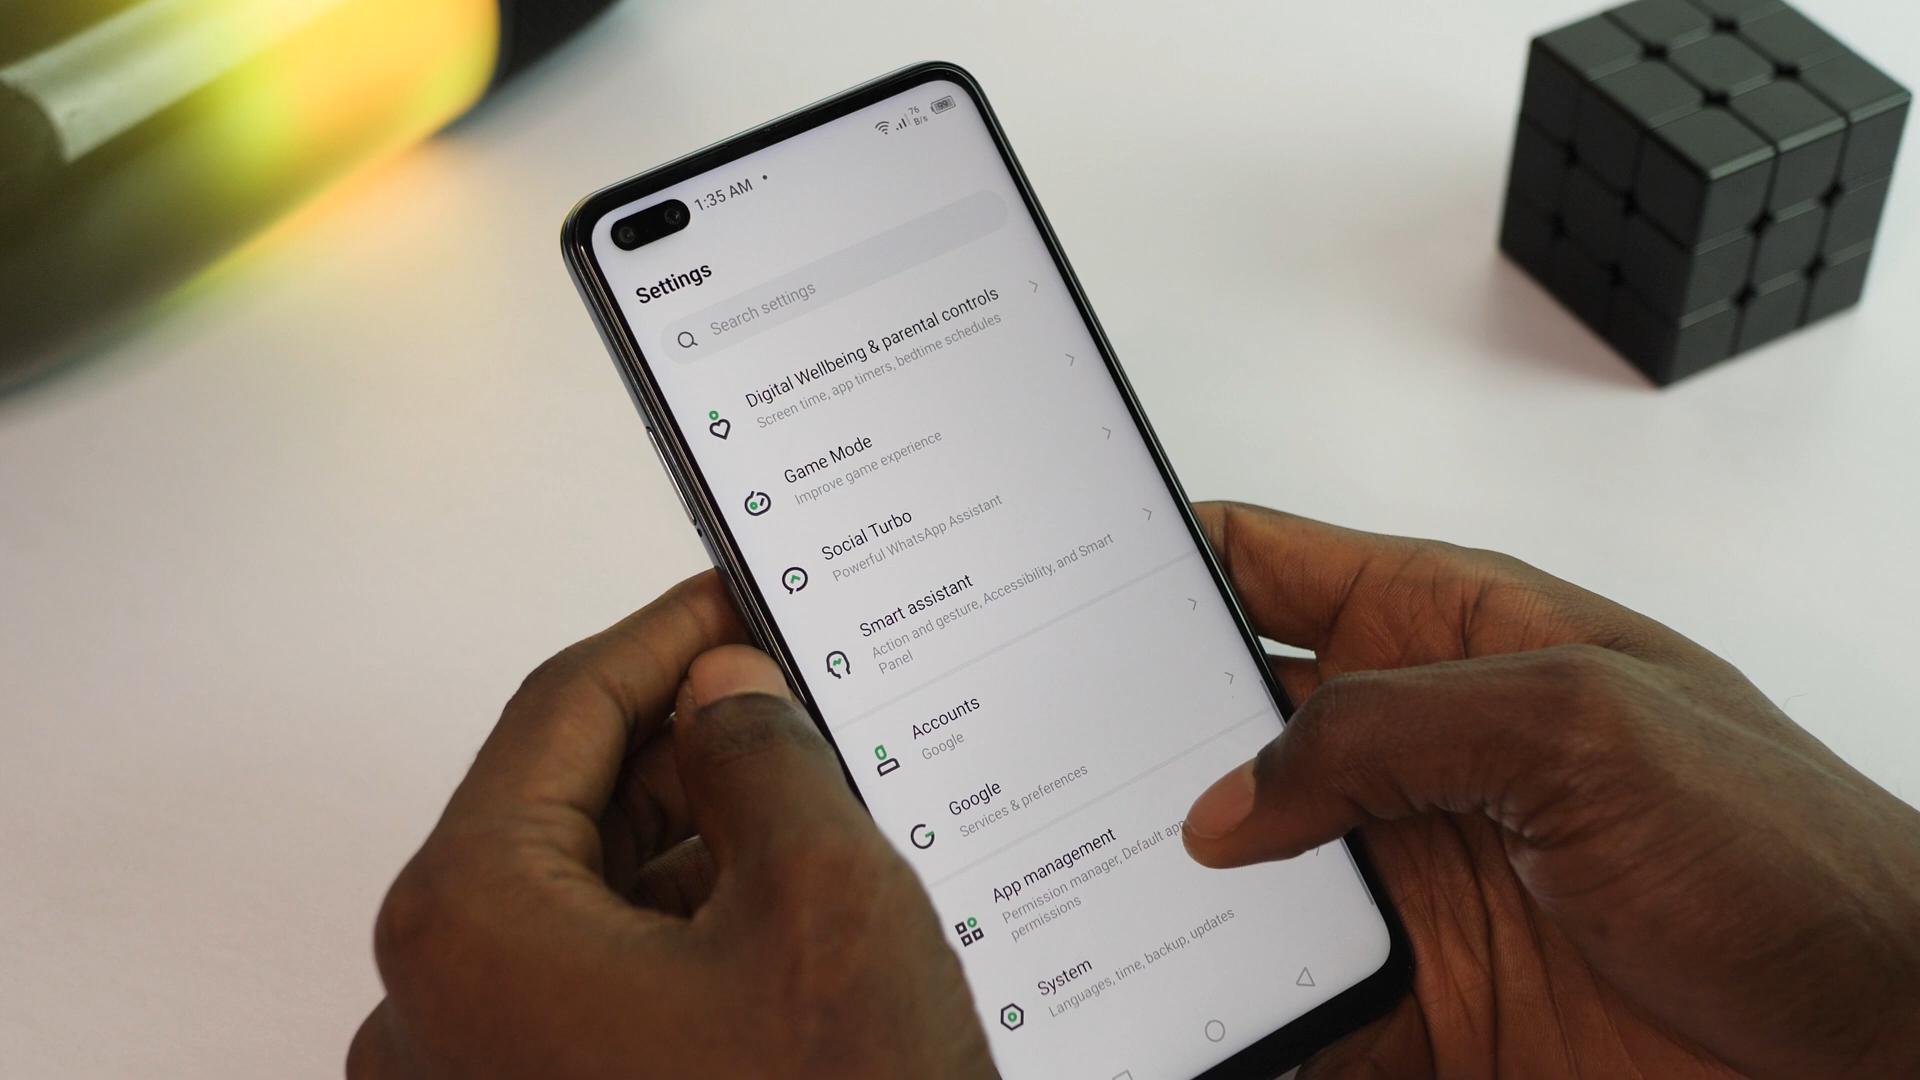 1:35 AM
76
B/s
99
Settings
Search settings
Digital Wellbeing & parental controls
Screen time, app timers, bedtime schedules
Game Mode
Improve game experience
Social Turbo
Powerful WhatsApp Assistant
Smart assistant
Action and gesture, Accessibility, and Smart
Panel
Accounts
Google
Google
Services & preferences
App management
Permission manager, Default app
permissions
System
Languages, time, backup, updates